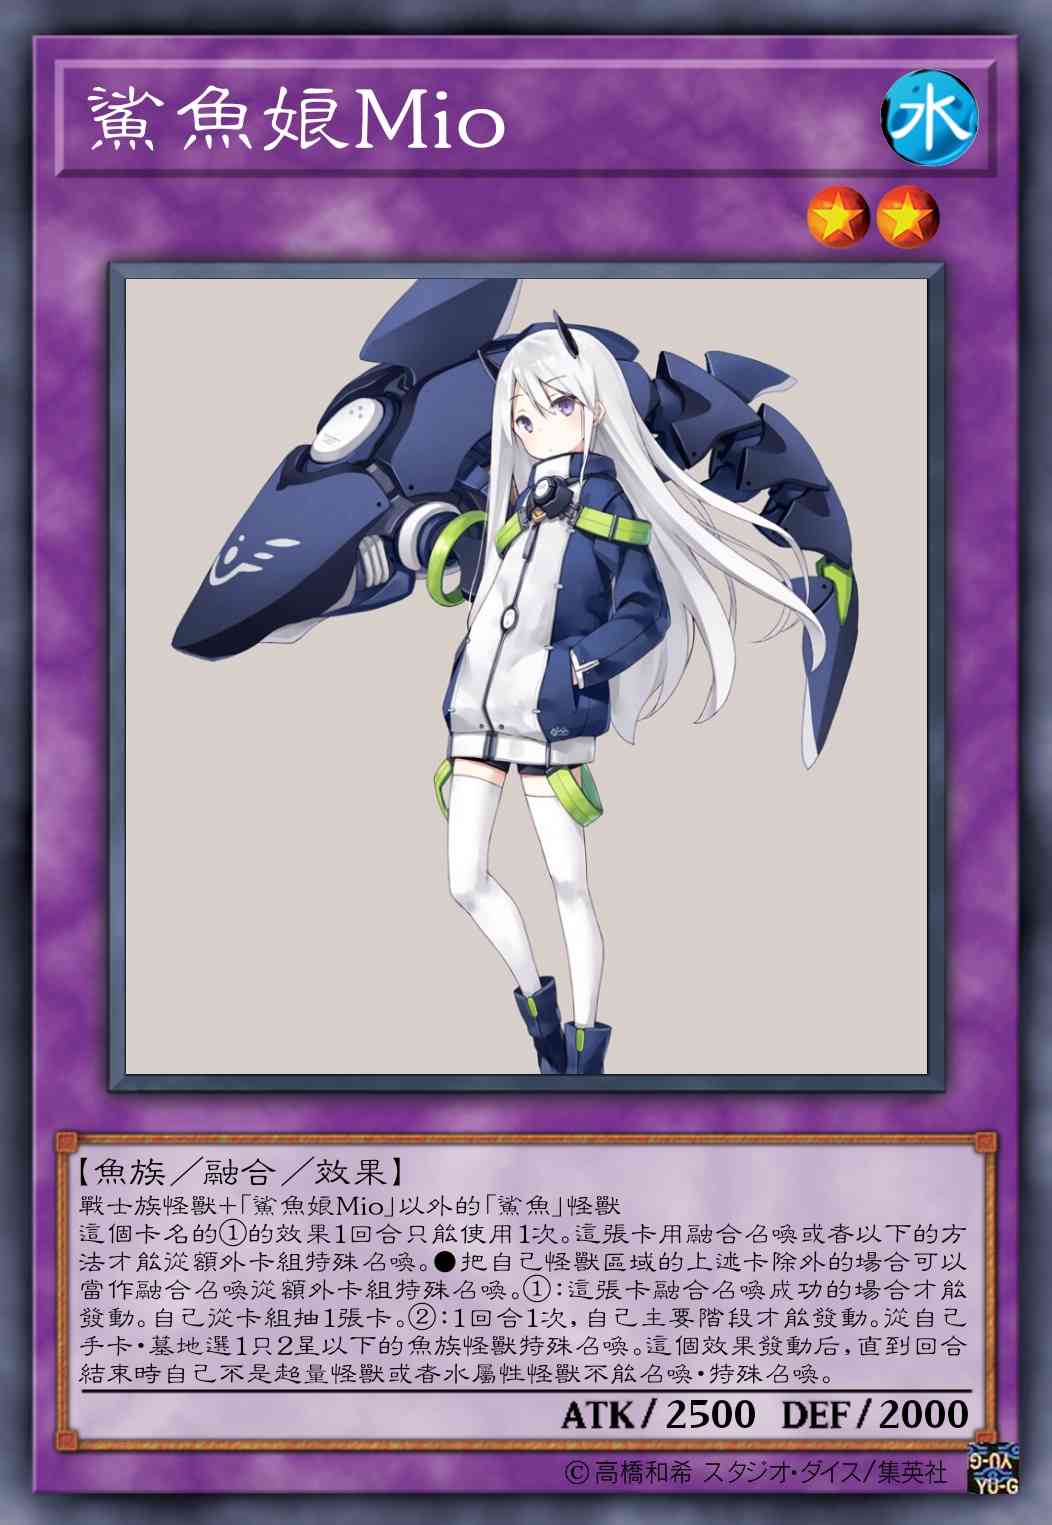 鯊魚娘Mio
水
【魚族／融合／效果】
戰士族怪獸+「鯊魚娘Mio」以外的「鯊魚」怪獸
這個卡名的①的效果1回合只能使用1次。這張卡用融合召喚或者以下的方
法才能從額外卡組特殊召喚。●把自己怪獸區域的上述卡除外的場合可以
當作融合召喚從額外卡組特殊召喚。①：這張卡融合召喚成功的場合才能
發動。自己從卡組抽1張卡。②：1回合1次，自己主要階段才能發動。從自己
手卡・墓地選1只2星以下的魚族怪獸特殊召喚。這個效果發動后，直到回合
結束時自己不是超量怪獸或者水屬性怪獸不能召喚・特殊召喚。
ATK/2500 DEF/2000
©高橋和希 スタジオ・ダイス/集英社
YU-G
YU-G